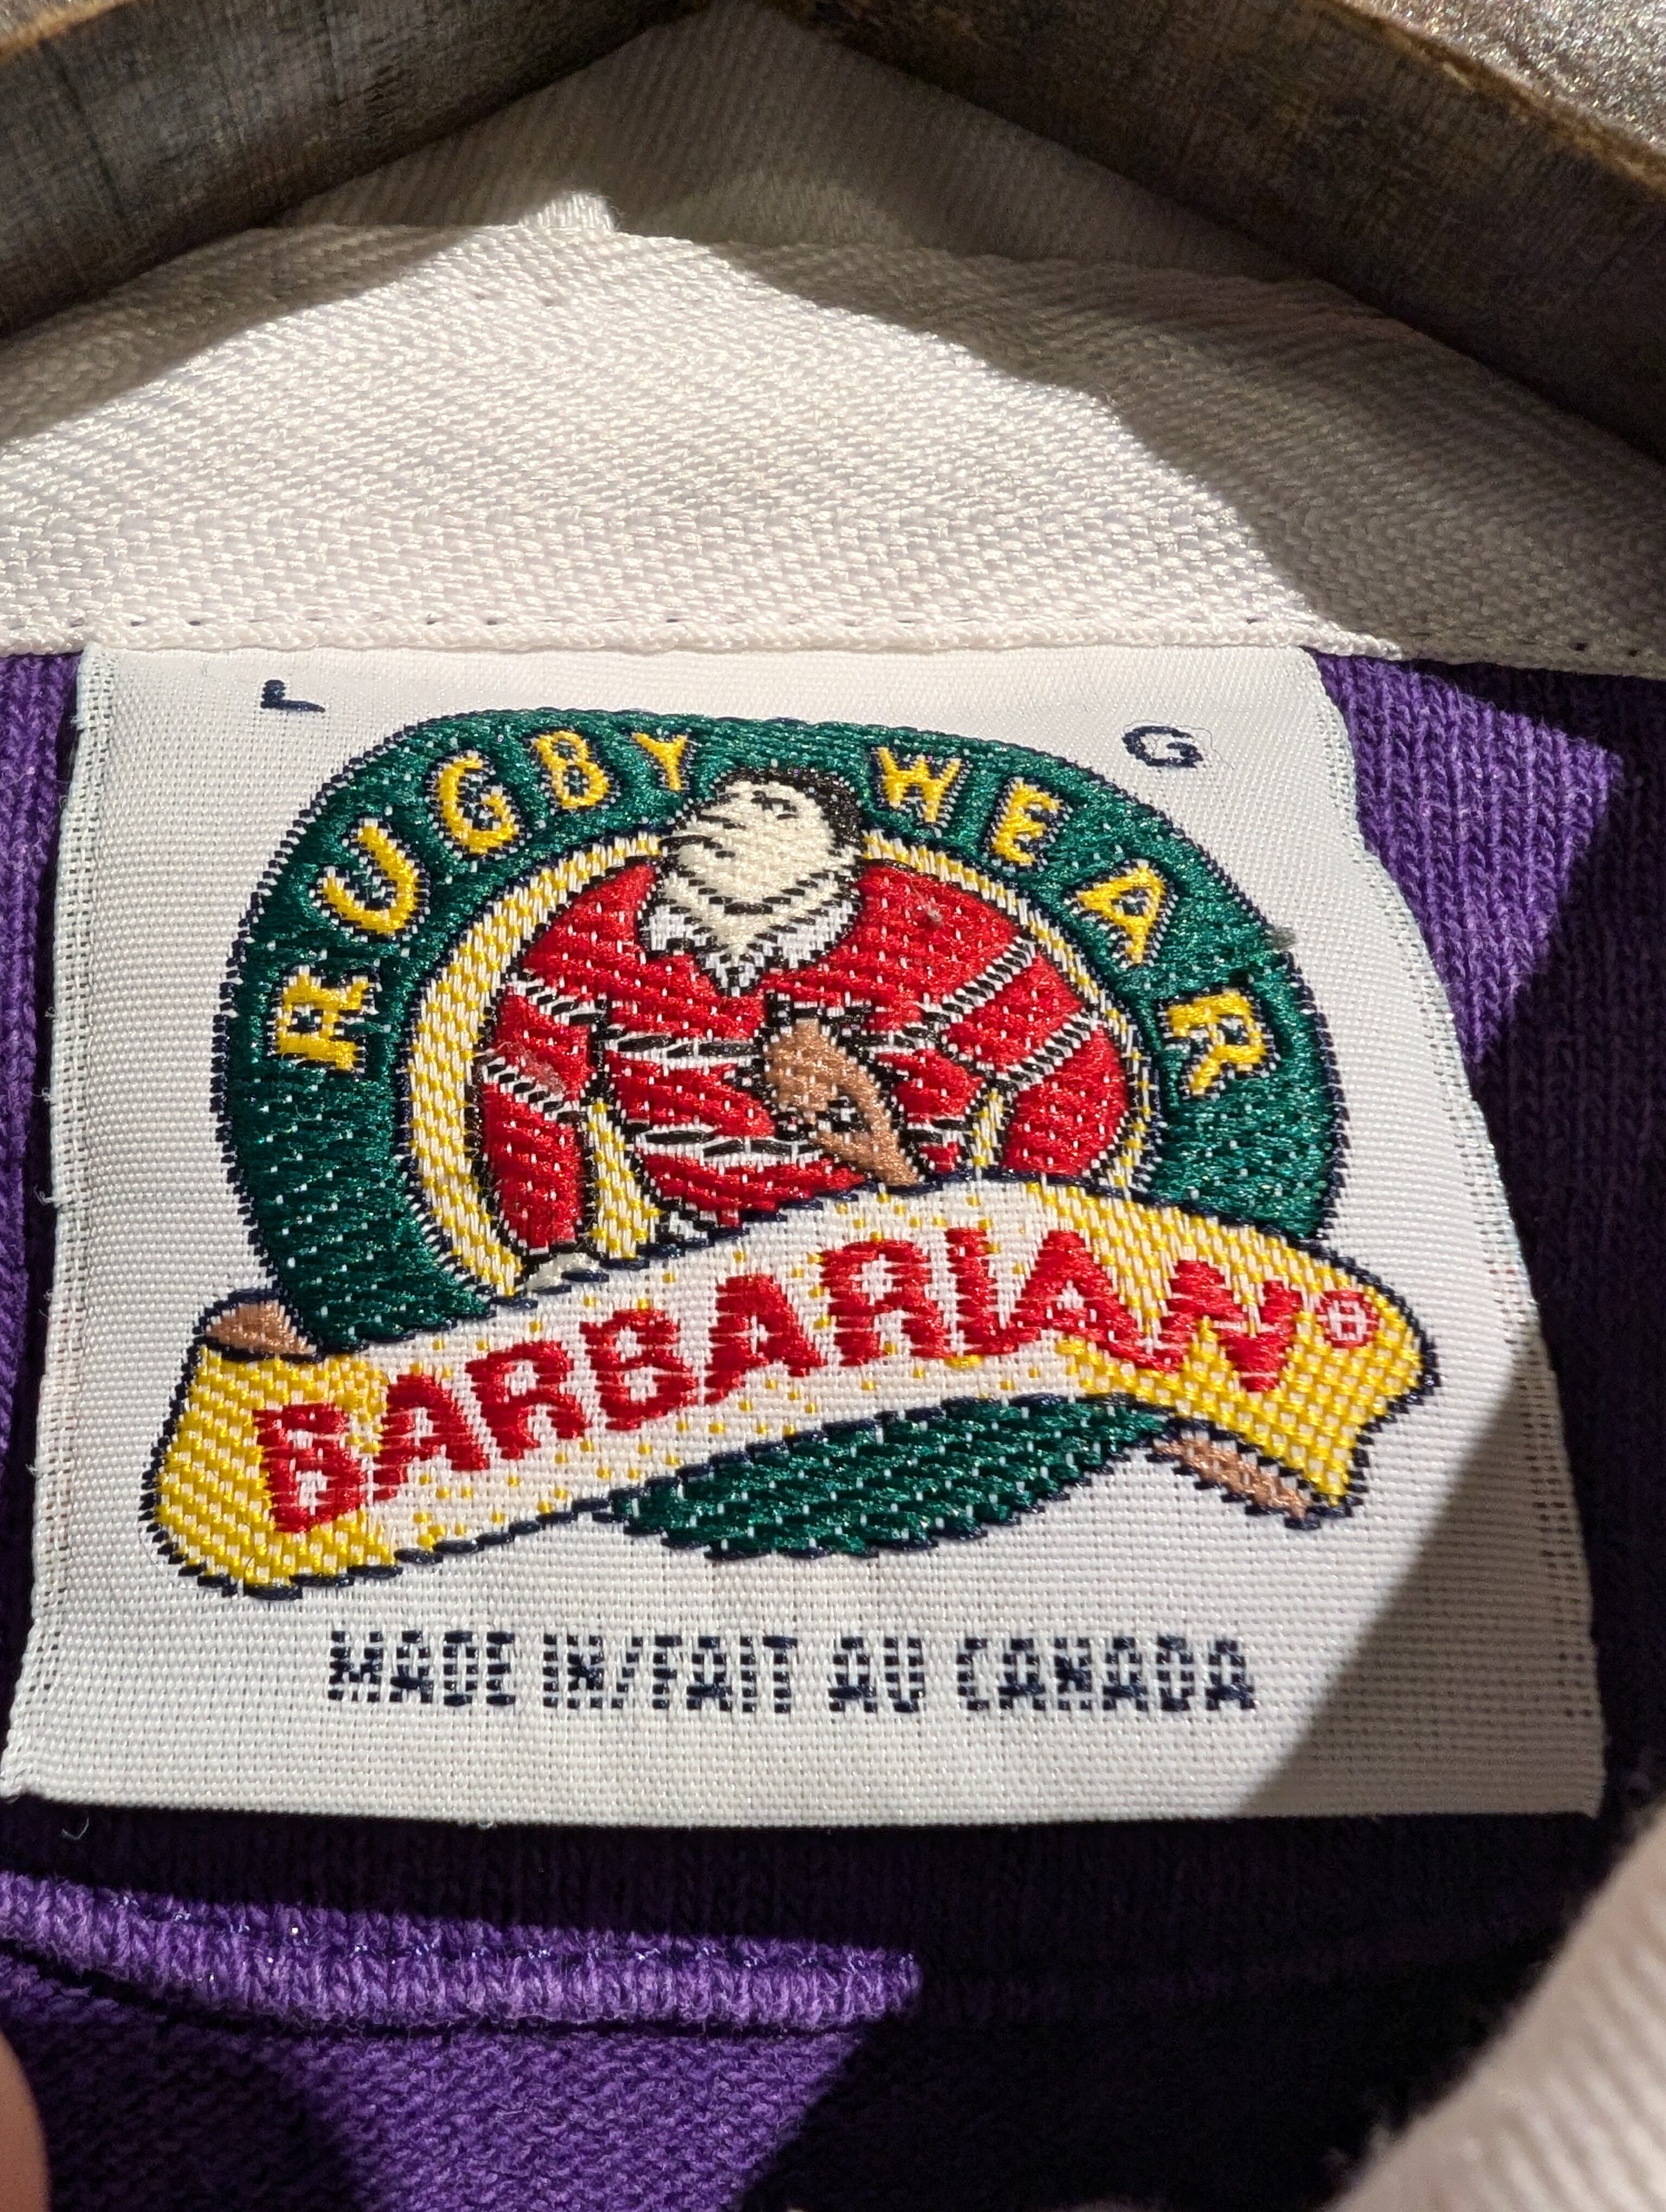 L G
RUGBY WEAR
BARBARIAN®
MADE IN/FAIT AU CANADA